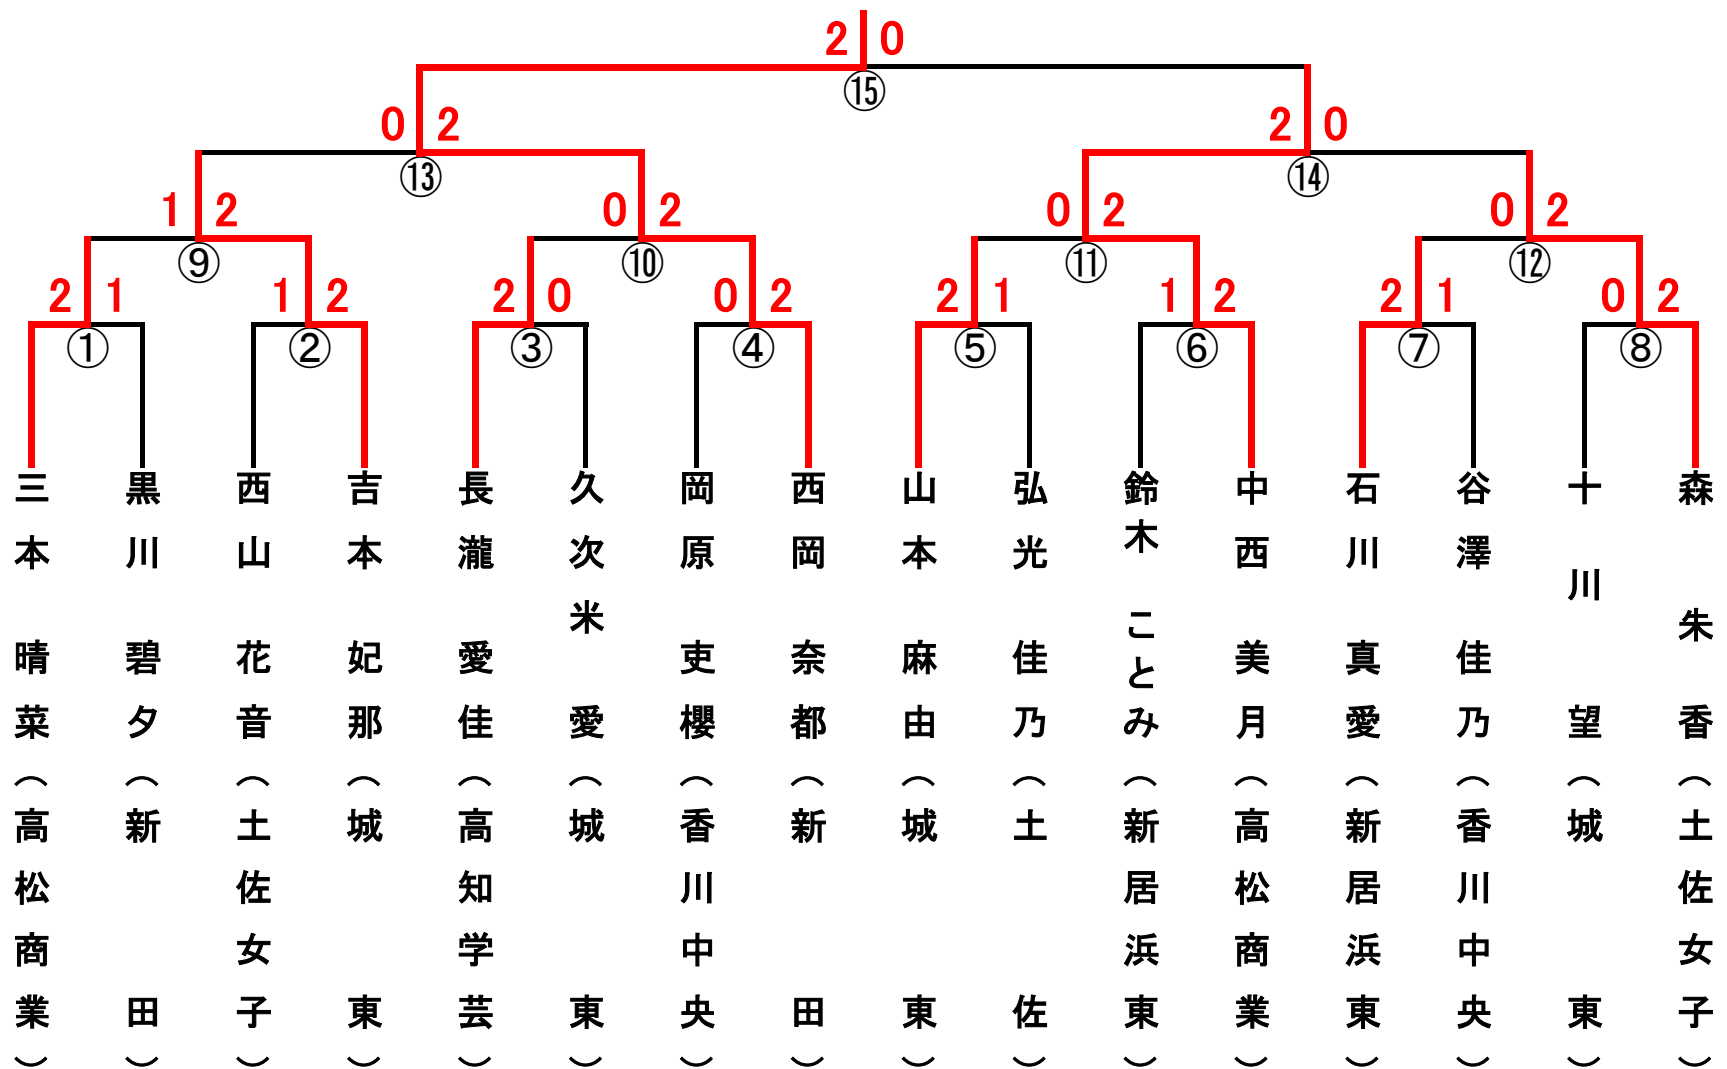 2 0
⑮
0 2 2 0
⑬ ⑭
1 2 0 2 0 2 0 2
⑨ ⑩ ⑪ ⑫
2 1 1 2 2 0 0 2 2 1 1 2 2 1 0 2
① ② ③ ④ ⑤ ⑥ ⑦ ⑧
三本 晴菜（高松商業）
黒川 碧夕（新田）
西山 花音（土佐女子）
吉本 妃那（城東）
長瀧 愛佳（高知学芸）
久次米 愛（城東）
岡原 吏櫻（香川中央）
西岡 奈都（新田）
山本 麻由（城東）
弘光 佳乃（土佐）
鈴木 ことみ（新居浜東）
中西 美月（高松商業）
石川 真愛（新居浜東）
谷澤 佳乃（香川中央）
十川 望（城東）
森 朱香（土佐女子）